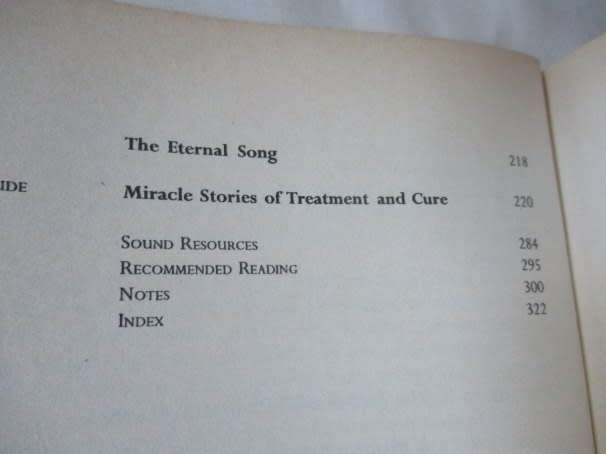 The Eternal Song 218
IDE
Miracle Stories of Treatment and Cure 220
SOUND RESOURCES 284
RECOMMENDED READING 295
NOTES 300
INDEX 322